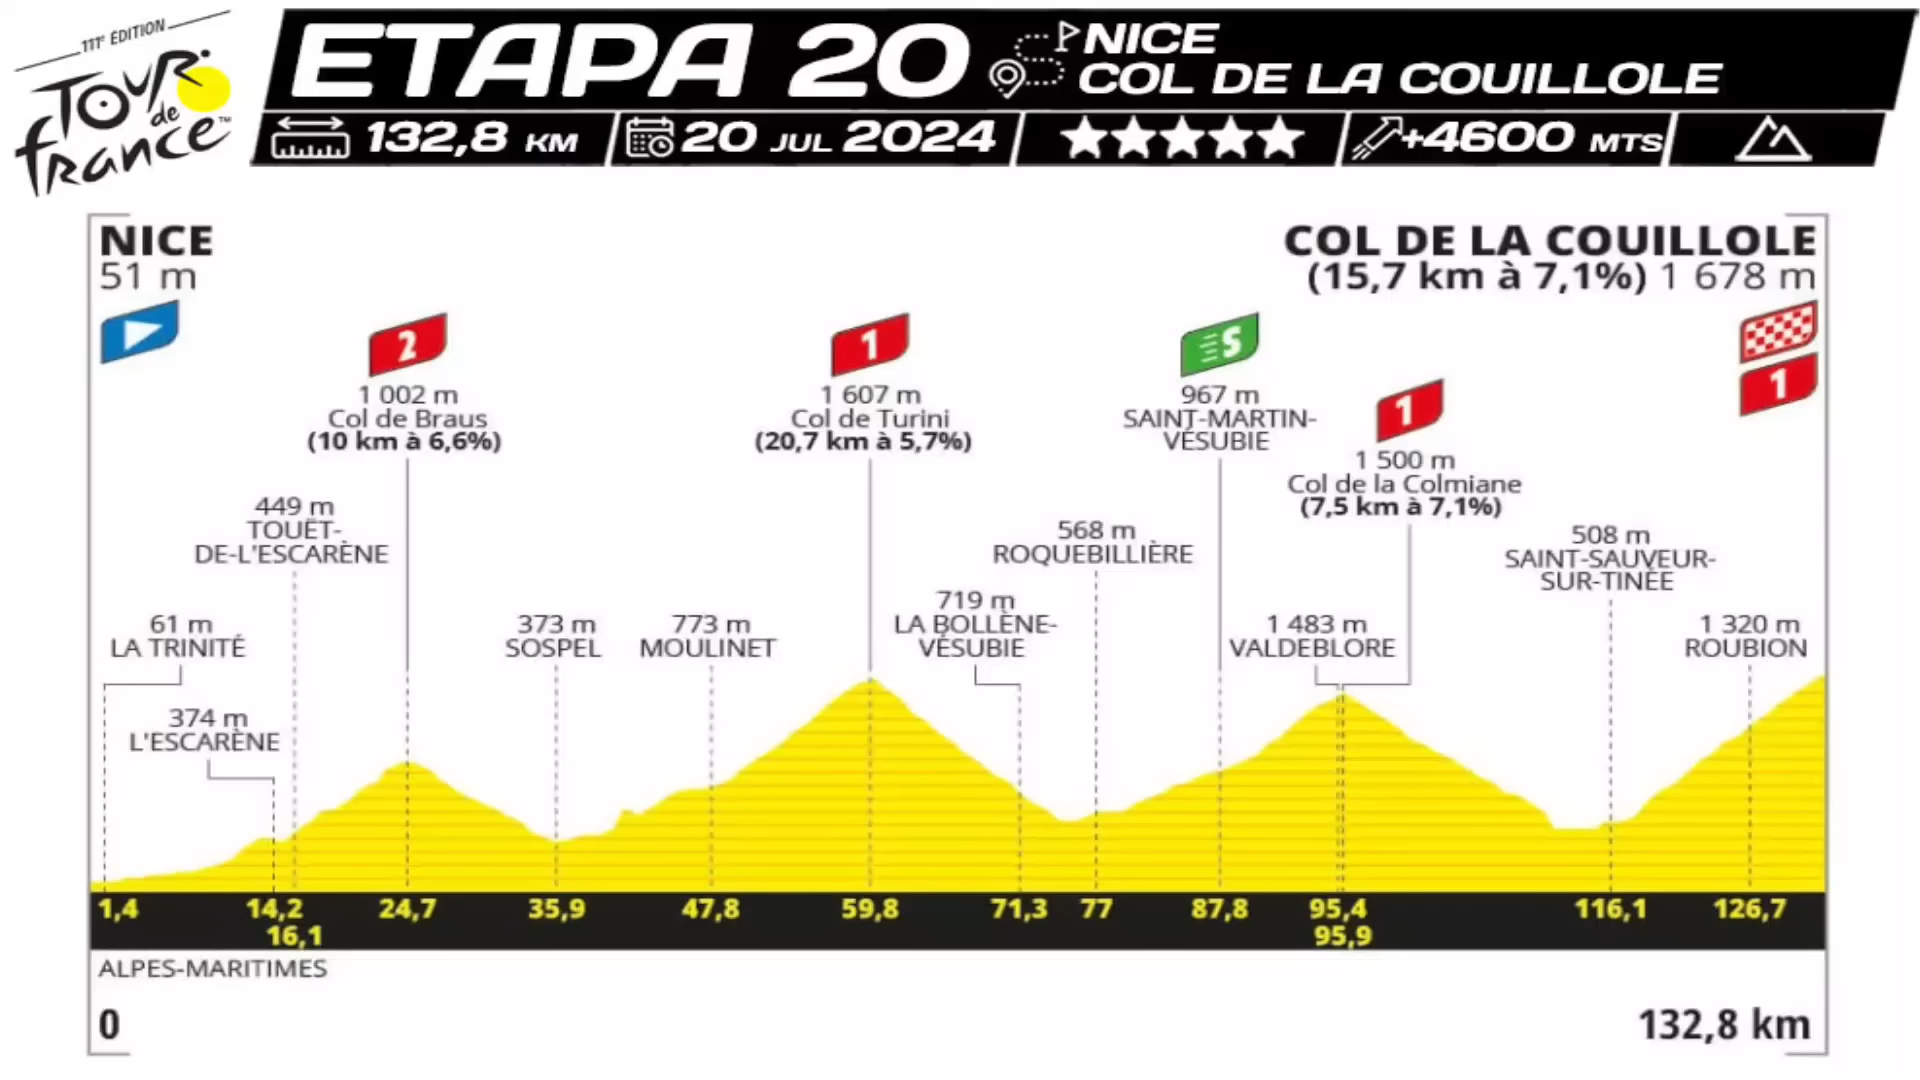 111e EDITION
TOUR
de
france™
ETAPA 20
NICE
COL DE LA COUILLOLE
132,8 KM
20 JUL 2024
+4600 MTS
NICE
51 m
COL DE LA COUILLOLE
(15,7 km à 7,1%) 1 678 m
2
1 002 m
Col de Braus
(10 km à 6,6%)
1
1 607 m
Col de Turini
(20,7 km à 5,7%)
S
967 m
SAINT-MARTIN-
VÉSUBIE
1
1 500 m
Col de la Colmiane
(7,5 km à 7,1%)
1
449 m
TOUËT-
DE-L'ESCARÈNE
568 m
ROQUEBILLIÈRE
508 m
SAINT-SAUVEUR-
SUR-TINÉE
61 m
LA TRINITÉ
373 m
SOSPEL
773 m
MOULINET
719 m
LA BOLLÈNE-
VÉSUBIE
1 483 m
VALDEBLORE
1 320 m
ROUBION
374 m
L'ESCARÈNE
1,4 14,2 24,7 35,9 47,8 59,8 71,3 77 87,8 95,4 116,1 126,7
16,1 95,9
ALPES-MARITIMES
0 132,8 km